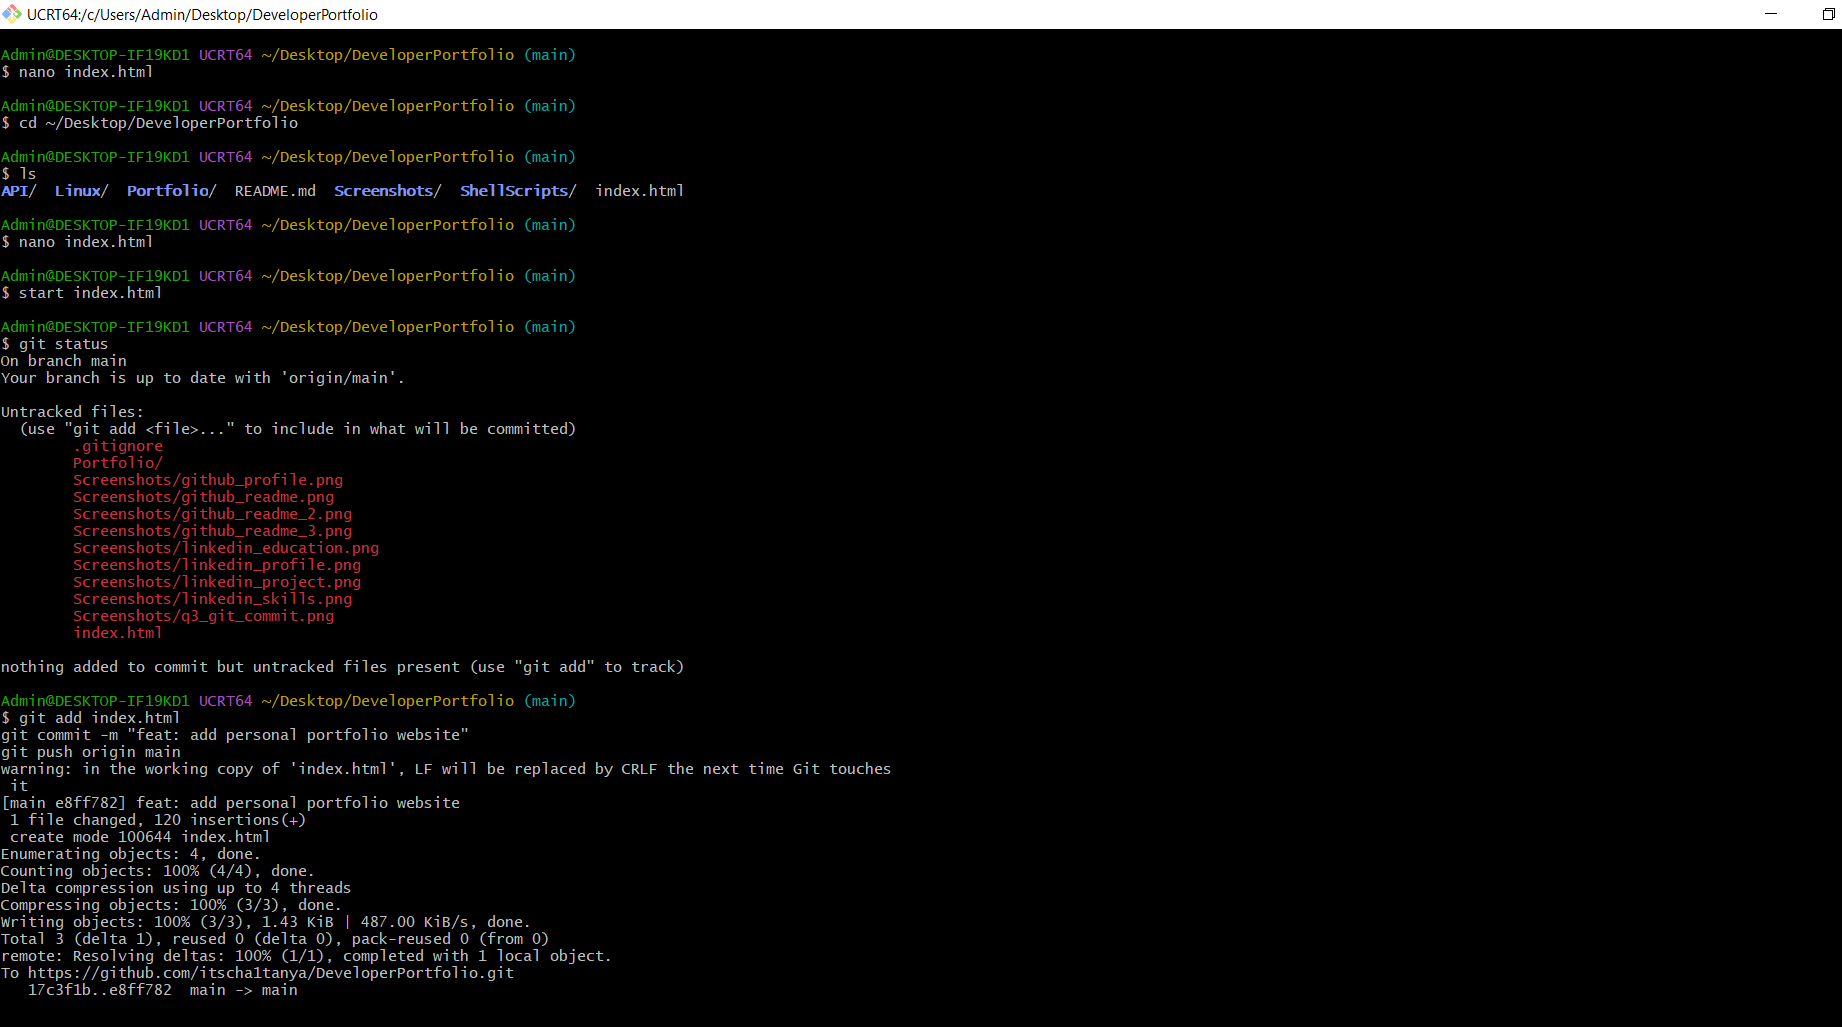 UCRT64:/c/Users/Admin/Desktop/DeveloperPortfolio
Admin@DESKTOP-IF19KD1 UCRT64 ~/Desktop/DeveloperPortfolio (main)
$ nano index.html
Admin@DESKTOP-IF19KD1 UCRT64 ~/Desktop/DeveloperPortfolio (main)
$ cd ~/Desktop/DeveloperPortfolio
Admin@DESKTOP-IF19KD1 UCRT64 ~/Desktop/DeveloperPortfolio (main)
$ ls
API/  Linux/  Portfolio/  README.md  Screenshots/  ShellScripts/  index.html
Admin@DESKTOP-IF19KD1 UCRT64 ~/Desktop/DeveloperPortfolio (main)
$ nano index.html
Admin@DESKTOP-IF19KD1 UCRT64 ~/Desktop/DeveloperPortfolio (main)
$ start index.html
Admin@DESKTOP-IF19KD1 UCRT64 ~/Desktop/DeveloperPortfolio (main)
$ git status
On branch main
Your branch is up to date with 'origin/main'.
Untracked files:
  (use "git add <file>..." to include in what will be committed)
        .gitignore
        Portfolio/
        Screenshots/github_profile.png
        Screenshots/github_readme.png
        Screenshots/github_readme_2.png
        Screenshots/github_readme_3.png
        Screenshots/linkedin_education.png
        Screenshots/linkedin_profile.png
        Screenshots/linkedin_project.png
        Screenshots/linkedin_skills.png
        Screenshots/q3_git_commit.png
        index.html
nothing added to commit but untracked files present (use "git add" to track)
Admin@DESKTOP-IF19KD1 UCRT64 ~/Desktop/DeveloperPortfolio (main)
$ git add index.html
git commit -m "feat: add personal portfolio website"
git push origin main
warning: in the working copy of 'index.html', LF will be replaced by CRLF the next time Git touches
 it
[main e8ff782] feat: add personal portfolio website
 1 file changed, 120 insertions(+)
 create mode 100644 index.html
Enumerating objects: 4, done.
Counting objects: 100% (4/4), done.
Delta compression using up to 4 threads
Compressing objects: 100% (3/3), done.
Writing objects: 100% (3/3), 1.43 KiB | 487.00 KiB/s, done.
Total 3 (delta 1), reused 0 (delta 0), pack-reused 0 (from 0)
remote: Resolving deltas: 100% (1/1), completed with 1 local object.
To https://github.com/itscha1tanya/DeveloperPortfolio.git
   17c3f1b..e8ff782  main -> main